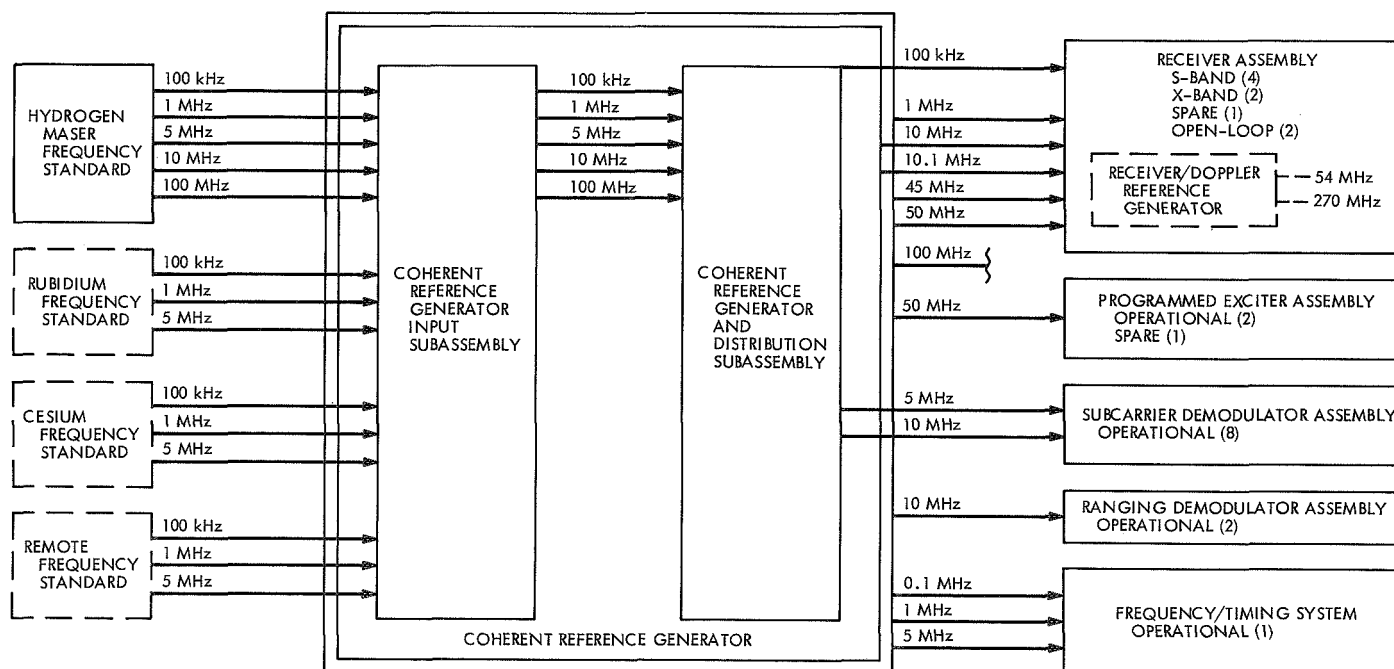 HYDROGEN
MASER
FREQUENCY
STANDARD
100 kHz
1 MHz
5 MHz
10 MHz
100 MHz
RUBIDIUM
FREQUENCY
STANDARD
100 kHz
1 MHz
5 MHz
CESIUM
FREQUENCY
STANDARD
100 kHz
1 MHz
5 MHz
REMOTE
FREQUENCY
STANDARD
100 kHz
1 MHz
5 MHz
COHERENT
REFERENCE
GENERATOR
INPUT
SUBASSEMBLY
100 kHz
1 MHz
5 MHz
10 MHz
100 MHz
COHERENT
REFERENCE
GENERATOR
AND
DISTRIBUTION
SUBASSEMBLY
COHERENT REFERENCE GENERATOR
100 kHz
1 MHz
10 MHz
10.1 MHz
45 MHz
50 MHz
100 MHz
RECEIVER ASSEMBLY
S-BAND (4)
X-BAND (2)
SPARE (1)
OPEN-LOOP (2)
RECEIVER/DOPPLER
REFERENCE
GENERATOR
54 MHz
270 MHz
50 MHz
PROGRAMMED EXCITER ASSEMBLY
OPERATIONAL (2)
SPARE (1)
5 MHz
10 MHz
SUBCARRIER DEMODULATOR ASSEMBLY
OPERATIONAL (8)
10 MHz
RANGING DEMODULATOR ASSEMBLY
OPERATIONAL (2)
0.1 MHz
1 MHz
5 MHz
FREQUENCY/TIMING SYSTEM
OPERATIONAL (1)